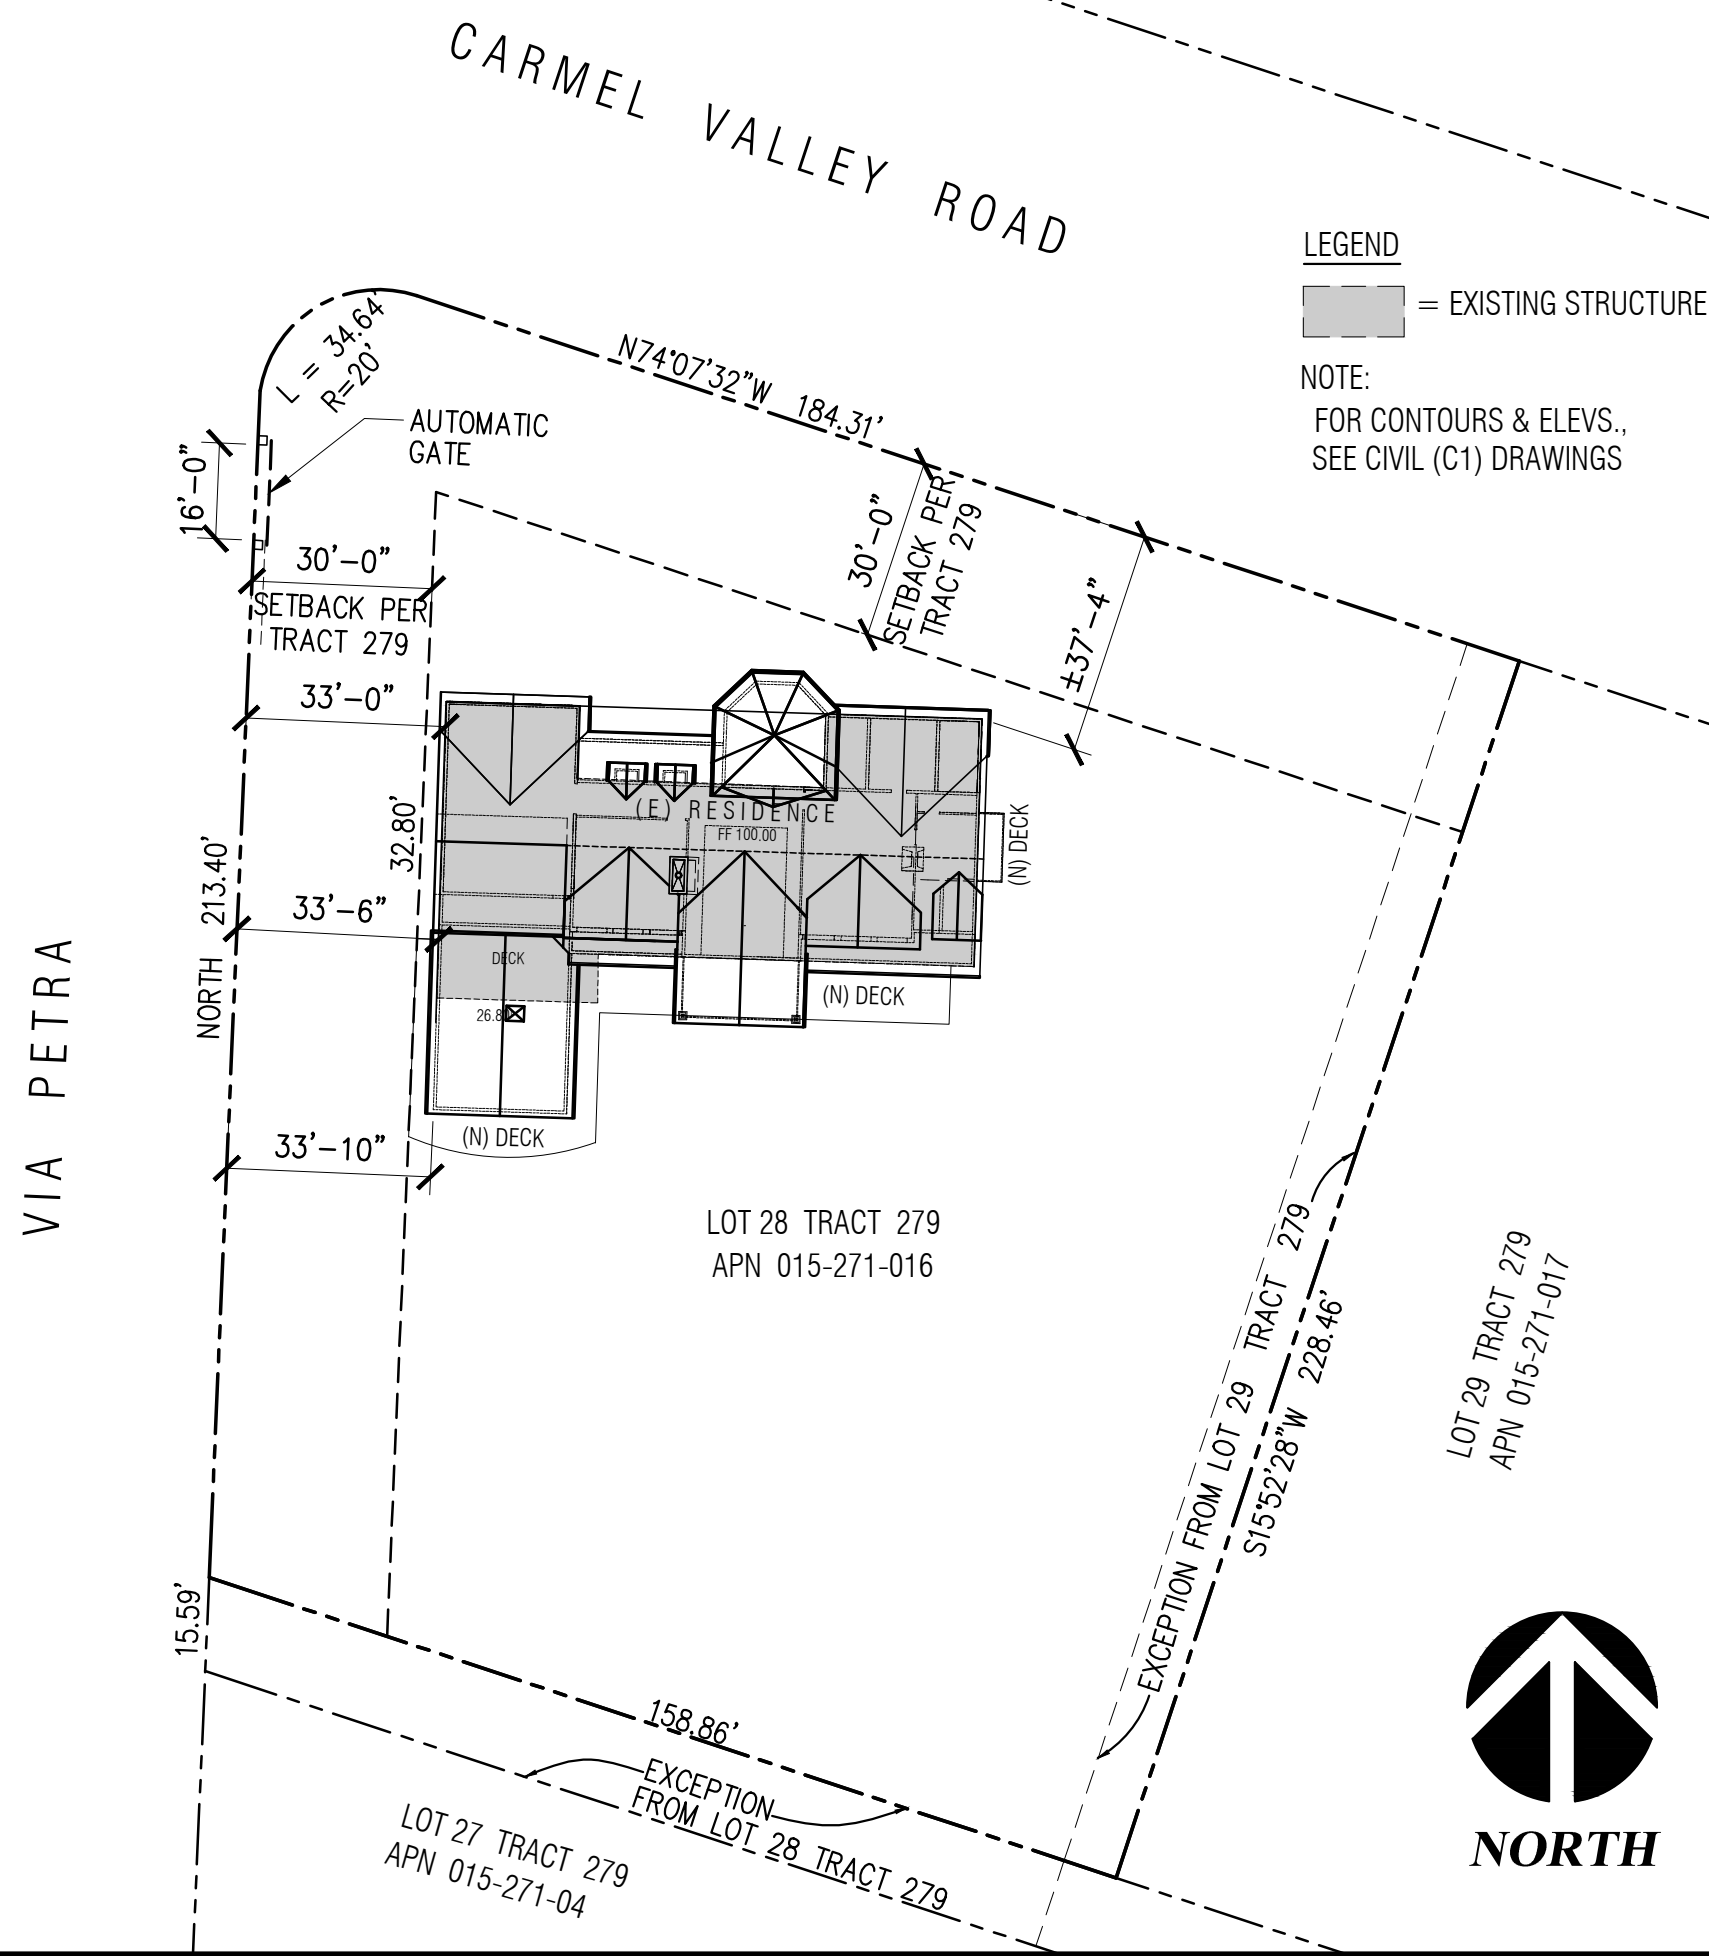 CARMEL VALLEY ROAD
LEGEND
= EXISTING STRUCTURE
NOTE:
FOR CONTOURS & ELEVS.,
SEE CIVIL (C1) DRAWINGS
L = 34.64'
R=20'
N74°07'32"W 184.31'
AUTOMATIC
GATE
16'-0"
30'-0"
SETBACK PER
TRACT 279
30'-0"
SETBACK PER
TRACT 279
±37'-4"
33'-0"
32.80'
(E) RESIDENCE
FF 100.00
(N) DECK
NORTH 213.40'
33'-6"
DECK
26.8
(N) DECK
VIA PETRA
33'-10"
(N) DECK
LOT 28 TRACT 279
APN 015-271-016
EXCEPTION FROM LOT 29 TRACT 279
S15°52'28"W 228.46'
LOT 29 TRACT 279
APN 015-271-017
15.59'
158.86'
EXCEPTION
FROM LOT 28 TRACT 279
LOT 27 TRACT 279
APN 015-271-04
NORTH